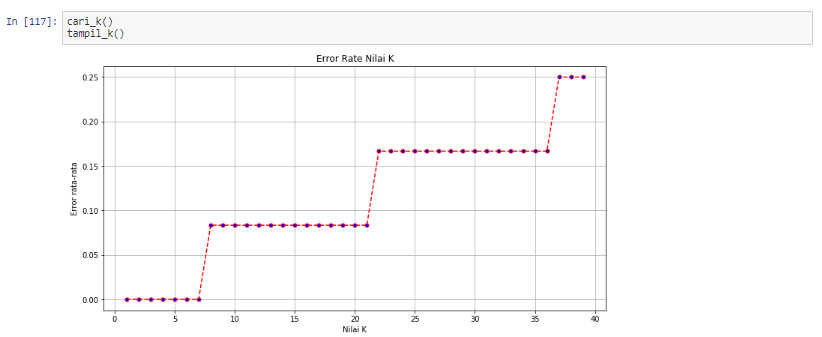 In [117]: cari_k()
tampil_k()
Error Rate Nilai K
0.25
0.20
0.15
0.10
0.05
0.00
Error rata-rata
0 5 10 15 20 25 30 35 40
Nilai K